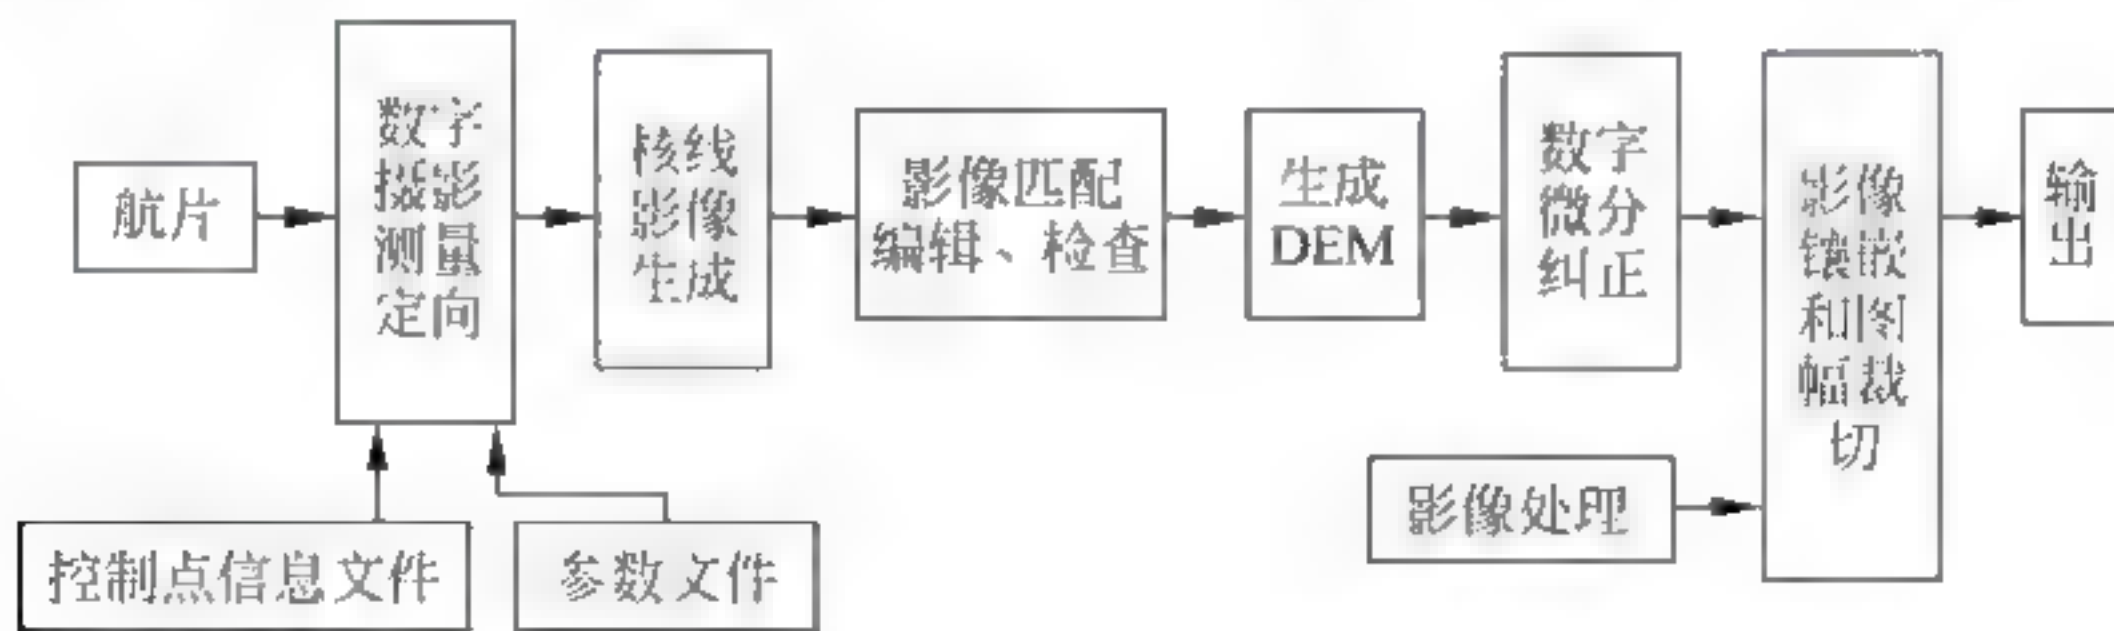 航片
数字
摄影
测量
定向
核线
影像
生成
影像匹配
编辑、检查
生成
DEM
数字
微分
纠正
影像
镶嵌
和图
幅裁
切
输
出
影像处理
控制点信息文件
参数文件